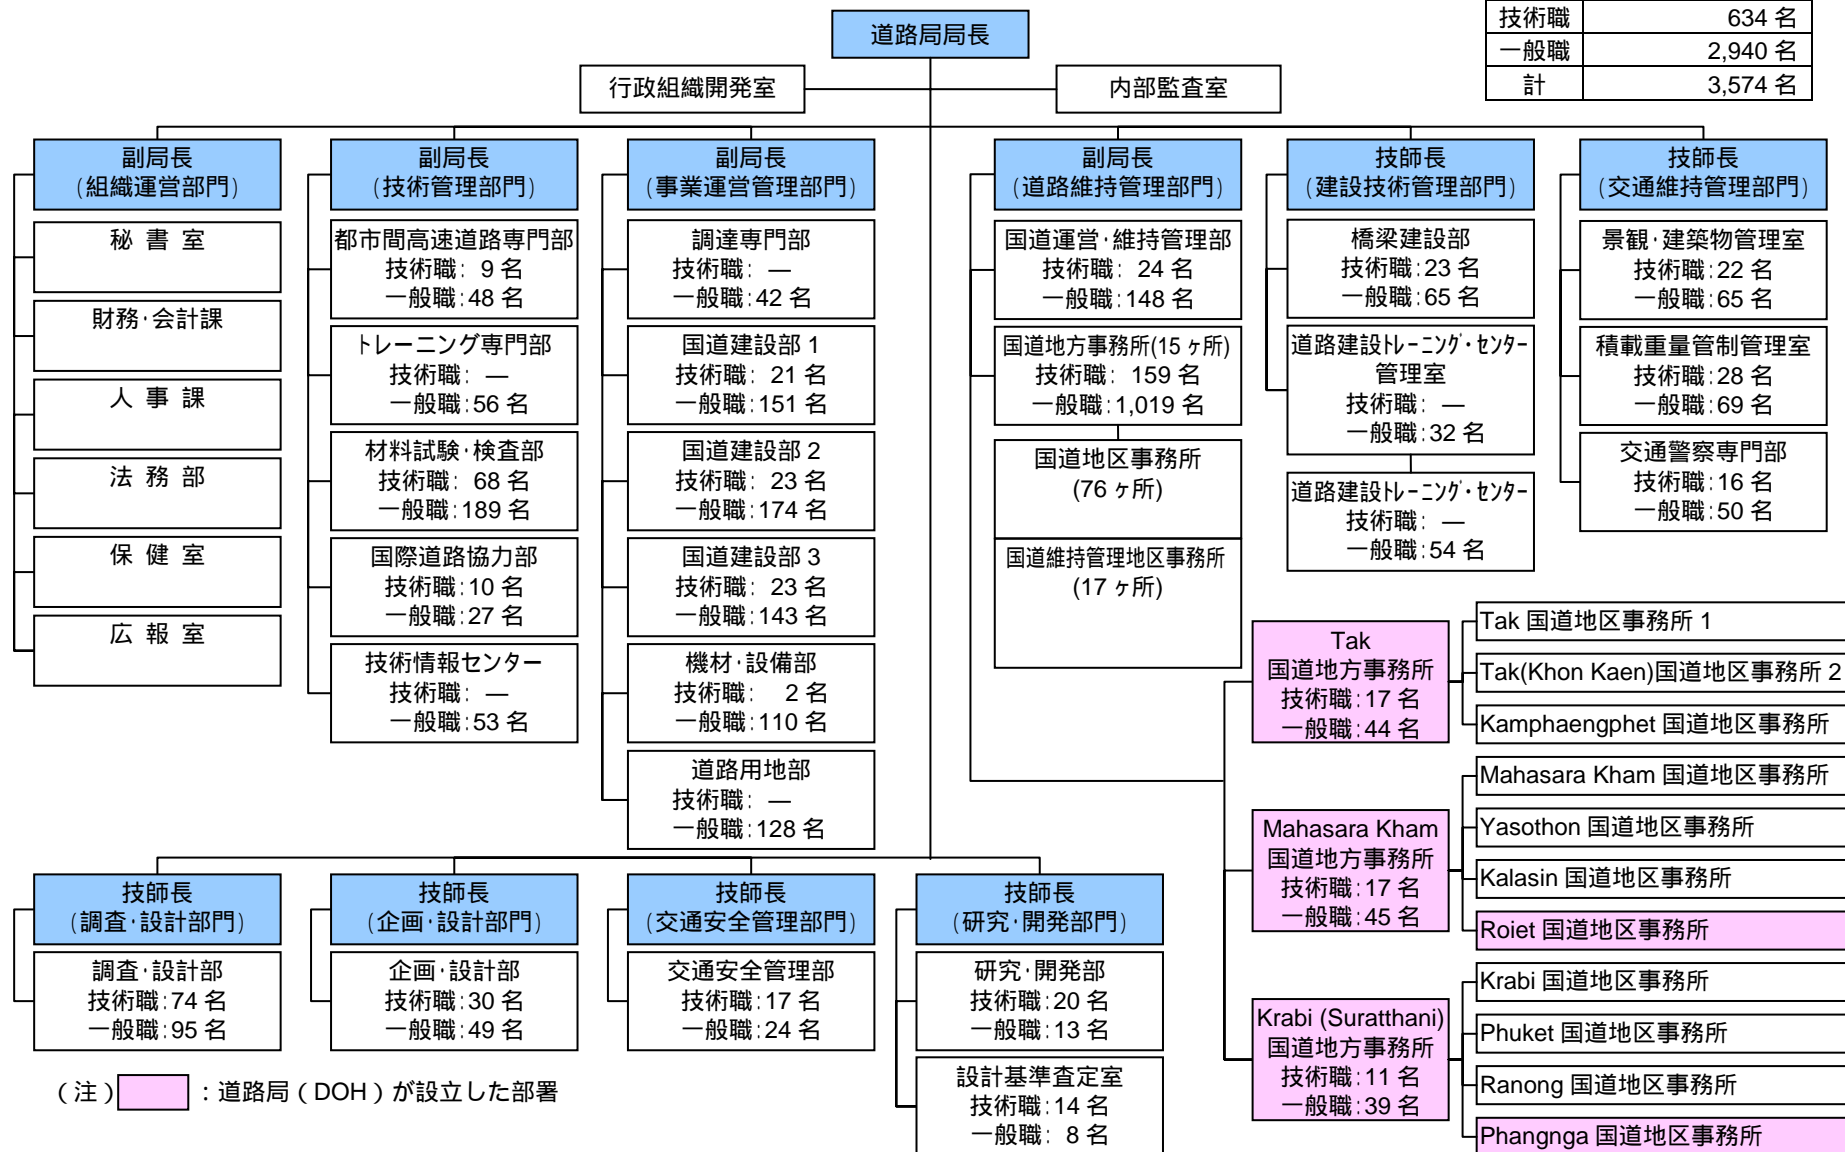 技術職 634 名
一般職 2,940 名
計 3,574 名
道路局局長
行政組織開発室
内部監査室
副局長
(組織運営部門)
秘 書 室
財務・会計課
人 事 課
法 務 部
保 健 室
広 報 室
副局長
(技術管理部門)
都市間高速道路専門部
技術職: 9 名
一般職:48 名
トレーニング専門部
技術職: ―
一般職:56 名
材料試験・検査部
技術職: 68 名
一般職:189 名
国際道路協力部
技術職:10 名
一般職:27 名
技術情報センター
技術職: ―
一般職:53 名
副局長
(事業運営管理部門)
調達専門部
技術職: ―
一般職:42 名
国道建設部 1
技術職: 21 名
一般職:151 名
国道建設部 2
技術職: 23 名
一般職:174 名
国道建設部 3
技術職: 23 名
一般職:143 名
機材・設備部
技術職: 2 名
一般職:110 名
道路用地部
技術職: ―
一般職:128 名
副局長
(道路維持管理部門)
国道運営・維持管理部
技術職: 24 名
一般職:148 名
国道地方事務所(15 ヶ所)
技術職: 159 名
一般職:1,019 名
国道地区事務所
(76 ヶ所)
国道維持管理地区事務所
(17 ヶ所)
技師長
(建設技術管理部門)
橋梁建設部
技術職:23 名
一般職:65 名
道路建設トレーニング・センター
管理室
技術職: ―
一般職:32 名
道路建設トレーニング・センター
技術職: ―
一般職:54 名
技師長
(交通維持管理部門)
景観・建築物管理室
技術職:22 名
一般職:65 名
積載重量管制管理室
技術職:28 名
一般職:69 名
交通警察専門部
技術職:16 名
一般職:50 名
Tak
国道地方事務所
技術職:17 名
一般職:44 名
Tak 国道地区事務所 1
Tak(Khon Kaen)国道地区事務所 2
Kamphaengphet 国道地区事務所
Mahasara Kham
国道地方事務所
技術職:17 名
一般職:45 名
Mahasara Kham 国道地区事務所
Yasothon 国道地区事務所
Kalasin 国道地区事務所
Roiet 国道地区事務所
Krabi (Suratthani)
国道地方事務所
技術職:11 名
一般職:39 名
Krabi 国道地区事務所
Phuket 国道地区事務所
Ranong 国道地区事務所
Phangnga 国道地区事務所
技師長
(調査・設計部門)
調査・設計部
技術職:74 名
一般職:95 名
技師長
(企画・設計部門)
企画・設計部
技術職:30 名
一般職:49 名
技師長
(交通安全管理部門)
交通安全管理部
技術職:17 名
一般職:24 名
技師長
(研究・開発部門)
研究・開発部
技術職:20 名
一般職:13 名
設計基準査定室
技術職:14 名
一般職: 8 名
(注) :道路局(DOH)が設立した部署